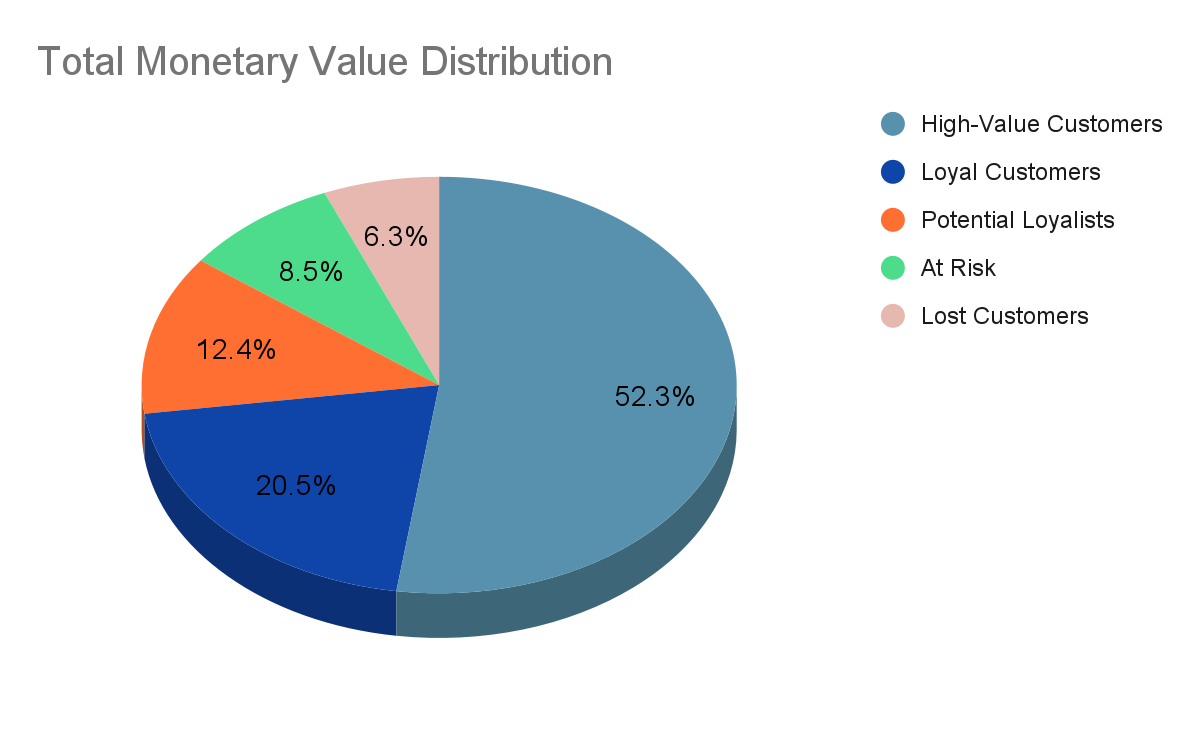 Total Monetary Value Distribution
High-Value Customers
Loyal Customers
Potential Loyalists
At Risk
Lost Customers
6.3%
8.5%
12.4%
52.3%
20.5%